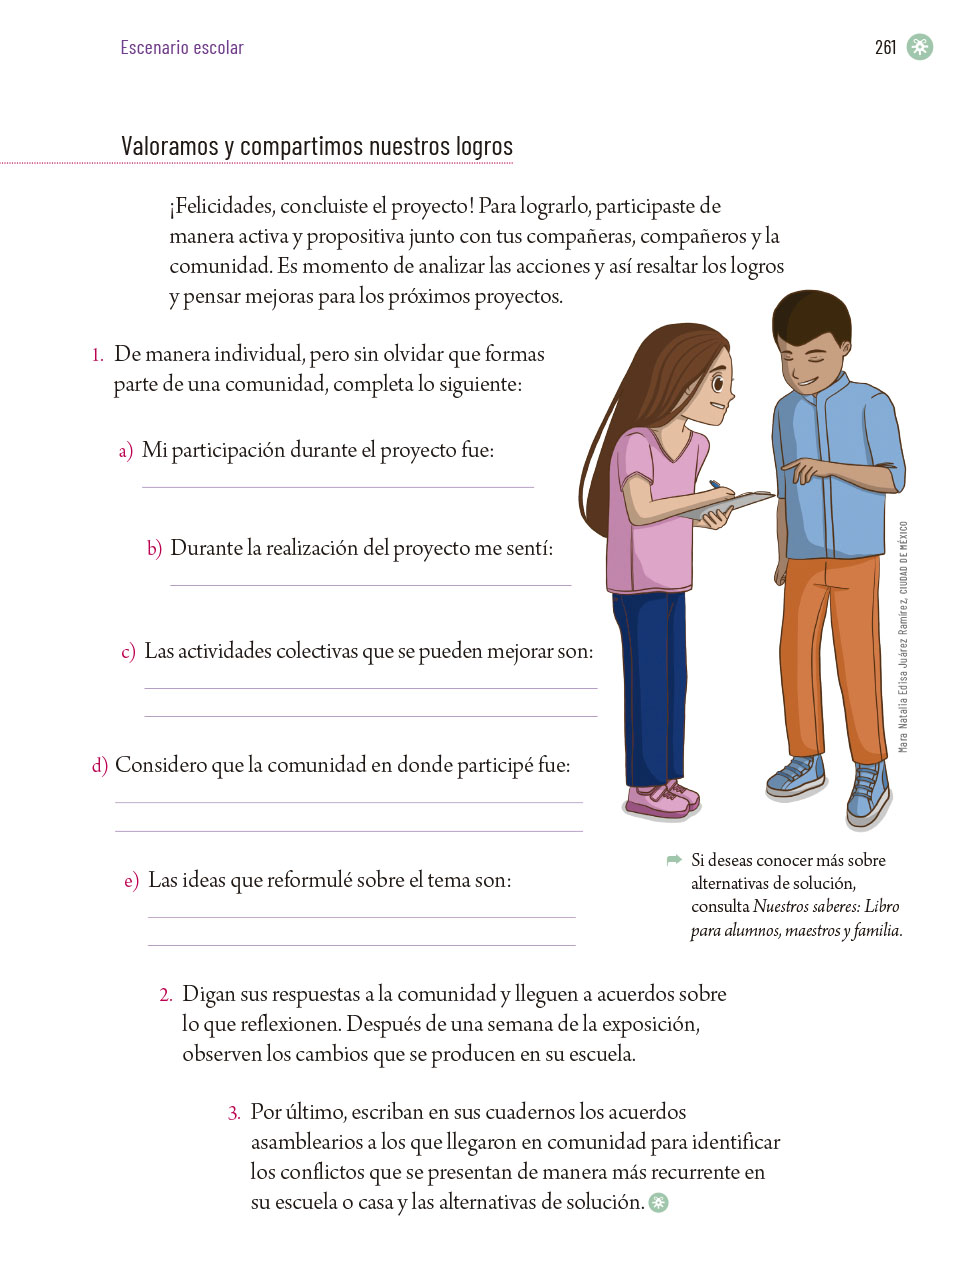 Escenario escolar
261
Valoramos y compartimos nuestros logros
¡Felicidades, concluiste el proyecto! Para lograrlo, participaste de
manera activa y propositiva junto con tus compañeras, compañeros y la
comunidad. Es momento de analizar las acciones y así resaltar los logros
y pensar mejoras para los próximos proyectos.
1. De manera individual, pero sin olvidar que formas
parte de una comunidad, completa lo siguiente:
a) Mi participación durante el proyecto fue:
b) Durante la realización del proyecto me sentí:
c) Las actividades colectivas que se pueden mejorar son:
d) Considero que la comunidad en donde participé fue:
e) Las ideas que reformulé sobre el tema son:
Mara Natalia Edisa Juárez Ramírez, CIUDAD DE MÉXICO
Si deseas conocer más sobre
alternativas de solución,
consulta Nuestros saberes: Libro
para alumnos, maestros y familia.
2. Digan sus respuestas a la comunidad y lleguen a acuerdos sobre
lo que reflexionen. Después de una semana de la exposición,
observen los cambios que se producen en su escuela.
3. Por último, escriban en sus cuadernos los acuerdos
asamblearios a los que llegaron en comunidad para identificar
los conflictos que se presentan de manera más recurrente en
su escuela o casa y las alternativas de solución.